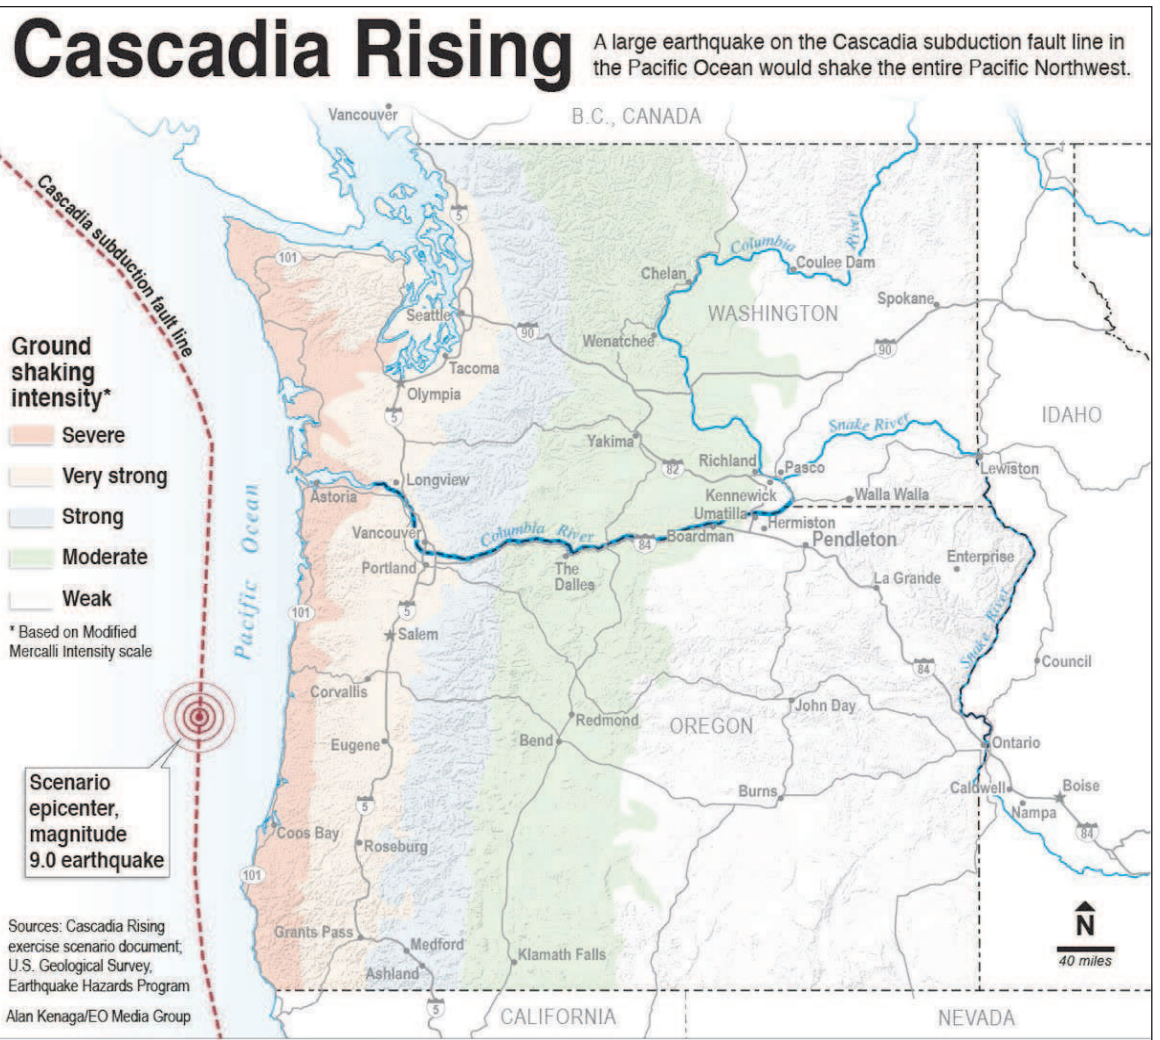 Cascadia Rising
A large earthquake on the Cascadia subduction fault line in
the Pacific Ocean would shake the entire Pacific Northwest.
Vancouver
B.C., CANADA
Cascadia subduction fault line
5
101
Columbia
River
Coulee Dam
Chelan
Spokane
WASHINGTON
Seattle
90
Wenatchee
90
Tacoma
Olympia
5
IDAHO
Ground
shaking
intensity*
Severe
Very strong
Strong
Moderate
Weak
* Based on Modified
Mercalli Intensity scale
Pacific Ocean
Snake River
Yakima
82
Richland
Pasco
Lewiston
Astoria
Longview
Kennewick
Walla Walla
Umatilla
Hermiston
Vancouver
Columbia River
84
Boardman
Pendleton
Portland
The
Dalles
Enterprise
La Grande
101
5
Salem
Snake River
84
Council
Corvallis
John Day
Redmond
OREGON
Eugene
Bend
Ontario
Scenario
epicenter,
magnitude
9.0 earthquake
Burns
Caldwell
Boise
Nampa
5
Coos Bay
84
Roseburg
101
Grants Pass
Medford
Ashland
Klamath Falls
N
40 miles
5
CALIFORNIA
NEVADA
Sources: Cascadia Rising
exercise scenario document;
U.S. Geological Survey,
Earthquake Hazards Program
Alan Kenaga/EO Media Group